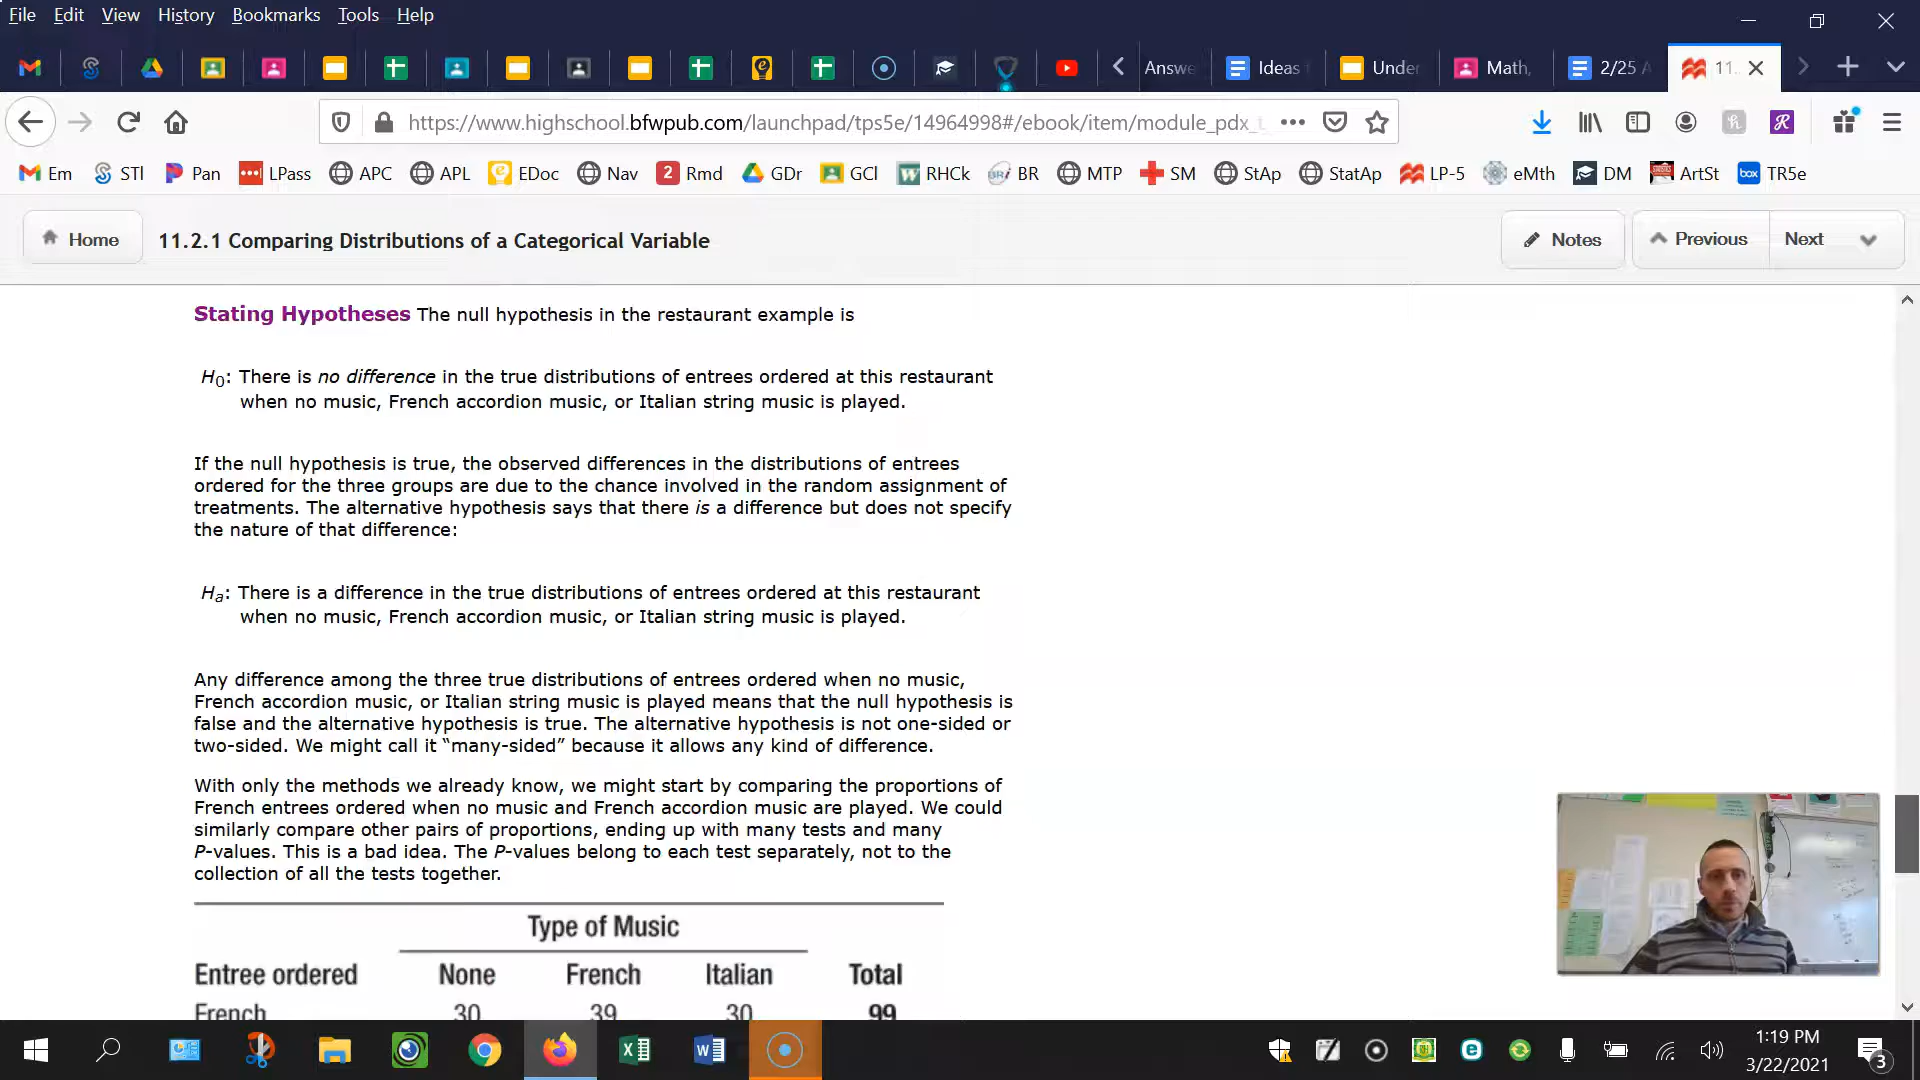 File Edit View History Bookmarks Tools Help
Answe Ideas Under Math, 2/25 A 11.
https://www.highschool.bfwpub.com/launchpad/tps5e/14964998#/ebook/item/module_pdx_t
Em STl Pan LPass APC APL EDoc Nav 2 Rmd GDr GCl RHCk BR MTP SM StAp StatAp LP-5 eMth DM ArtSt box TR5e
Home 11.2.1 Comparing Distributions of a Categorical Variable Notes Previous Next
Stating Hypotheses The null hypothesis in the restaurant example is
H0: There is no difference in the true distributions of entrees ordered at this restaurant
when no music, French accordion music, or Italian string music is played.
If the null hypothesis is true, the observed differences in the distributions of entrees
ordered for the three groups are due to the chance involved in the random assignment of
treatments. The alternative hypothesis says that there is a difference but does not specify
the nature of that difference:
Ha: There is a difference in the true distributions of entrees ordered at this restaurant
when no music, French accordion music, or Italian string music is played.
Any difference among the three true distributions of entrees ordered when no music,
French accordion music, or Italian string music is played means that the null hypothesis is
false and the alternative hypothesis is true. The alternative hypothesis is not one-sided or
two-sided. We might call it “many-sided” because it allows any kind of difference.
With only the methods we already know, we might start by comparing the proportions of
French entrees ordered when no music and French accordion music are played. We could
similarly compare other pairs of proportions, ending up with many tests and many
P-values. This is a bad idea. The P-values belong to each test separately, not to the
collection of all the tests together.
Type of Music
Entree ordered None French Italian Total
French 30 39 30 99
1:19 PM
3/22/2021
3